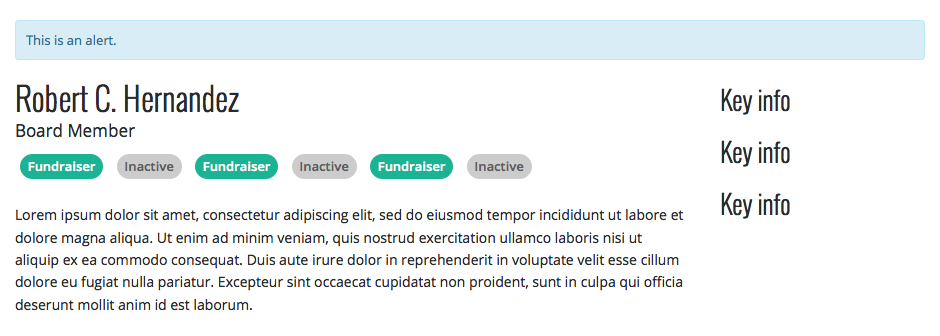 This is an alert.
Robert C. Hernandez
Board Member
Fundraiser Inactive Fundraiser Inactive Fundraiser Inactive
Lorem ipsum dolor sit amet, consectetur adipiscing elit, sed do eiusmod tempor incididunt ut labore et
dolore magna aliqua. Ut enim ad minim veniam, quis nostrud exercitation ullamco laboris nisi ut
aliquip ex ea commodo consequat. Duis aute irure dolor in reprehenderit in voluptate velit esse cillum
dolore eu fugiat nulla pariatur. Excepteur sint occaecat cupidatat non proident, sunt in culpa qui officia
deserunt mollit anim id est laborum.
Key info
Key info
Key info